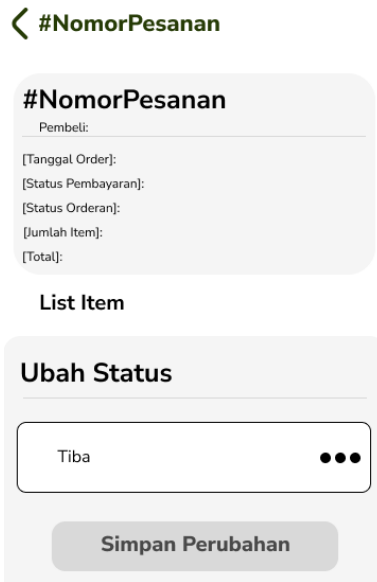 #NomorPesanan
#NomorPesanan
Pembeli:
[Tanggal Order]:
[Status Pembayaran]:
[Status Orderan]:
[Jumlah Item]:
[Total]:
List Item
Ubah Status
Tiba
Simpan Perubahan